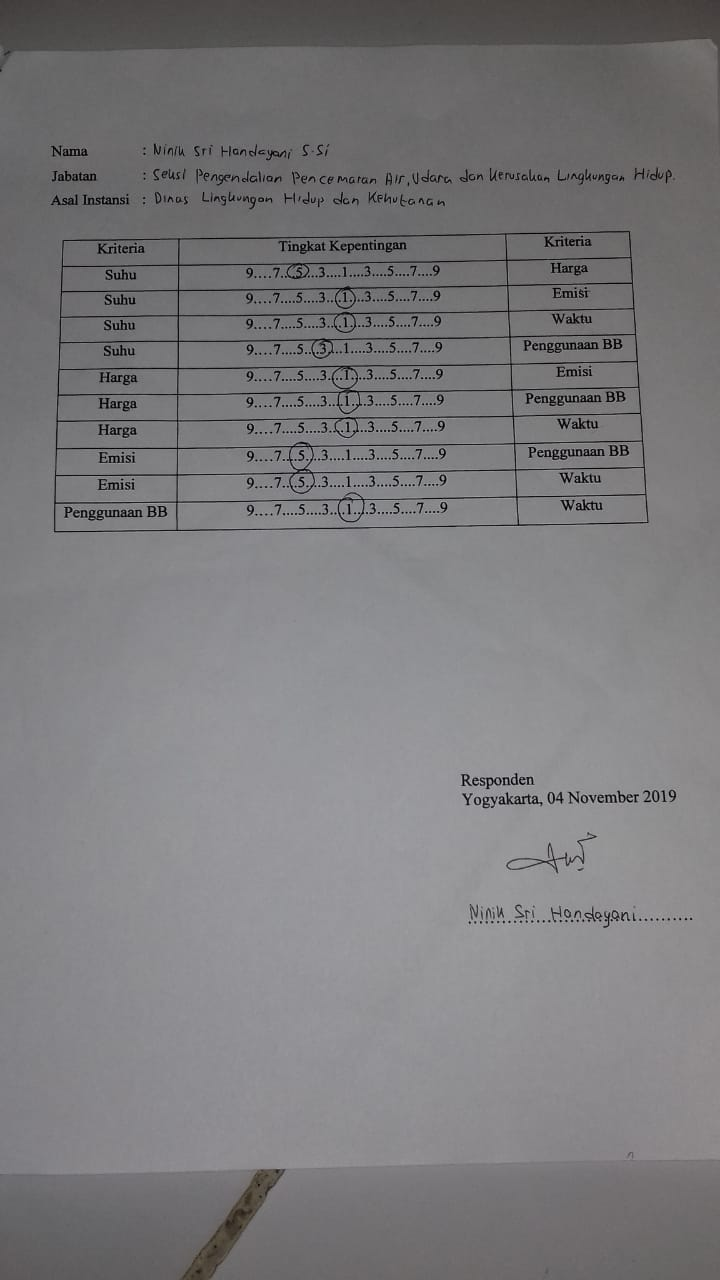 Nama : Ninik Sri Handayani S.Si
Jabatan : Seksi Pengendalian Pencemaran Air, Udara dan Kerusakan Lingkungan Hidup.
Asal Instansi : Dinas Lingkungan Hidup dan Kehutanan
Kriteria Tingkat Kepentingan Kriteria
Suhu 9....7....5....3....1....3....5....7....9 Harga
Suhu 9....7....5....3....1....3....5....7....9 Emisi
Suhu 9....7....5....3....1....3....5....7....9 Waktu
Suhu 9....7....5....3....1....3....5....7....9 Penggunaan BB
Harga 9....7....5....3....1....3....5....7....9 Emisi
Harga 9....7....5....3....1....3....5....7....9 Penggunaan BB
Harga 9....7....5....3....1....3....5....7....9 Waktu
Emisi 9....7....5....3....1....3....5....7....9 Penggunaan BB
Emisi 9....7....5....3....1....3....5....7....9 Waktu
Penggunaan BB 9....7....5....3....1....3....5....7....9 Waktu
Responden
Yogyakarta, 04 November 2019
Ninik Sri Handayani..........